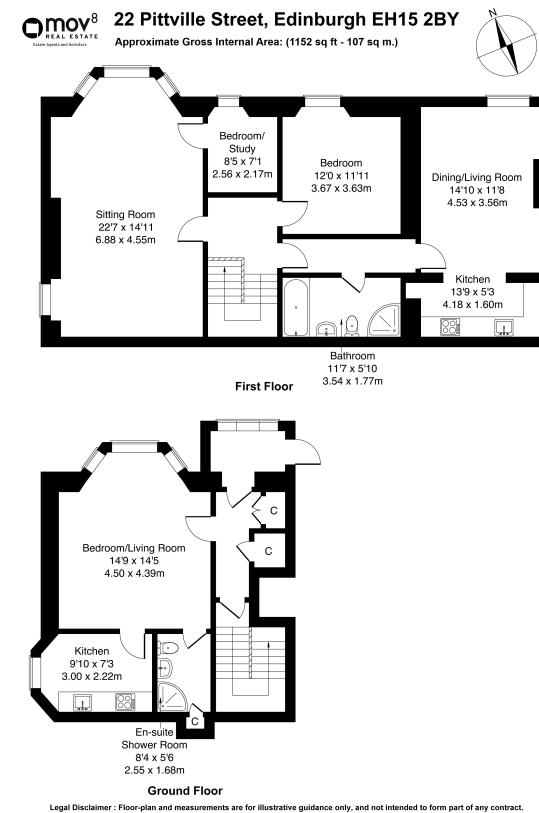 mov8
REAL ESTATE
Estate Agents and Solicitors
22 Pittville Street, Edinburgh EH15 2BY
Approximate Gross Internal Area: (1152 sq ft - 107 sq m.)
N
Bedroom/
Study
8'5 x 7'1
2.56 x 2.17m
Bedroom
12'0 x 11'11
3.67 x 3.63m
Dining/Living Room
14'10 x 11'8
4.53 x 3.56m
Sitting Room
22'7 x 14'11
6.88 x 4.55m
Kitchen
13'9 x 5'3
4.18 x 1.60m
Bathroom
11'7 x 5'10
3.54 x 1.77m
First Floor
C
C
Bedroom/Living Room
14'9 x 14'5
4.50 x 4.39m
Kitchen
9'10 x 7'3
3.00 x 2.22m
C
En-suite
Shower Room
8'4 x 5'6
2.55 x 1.68m
Ground Floor
Legal Disclaimer : Floor-plan and measurements are for illustrative guidance only, and not intended to form part of any contract.